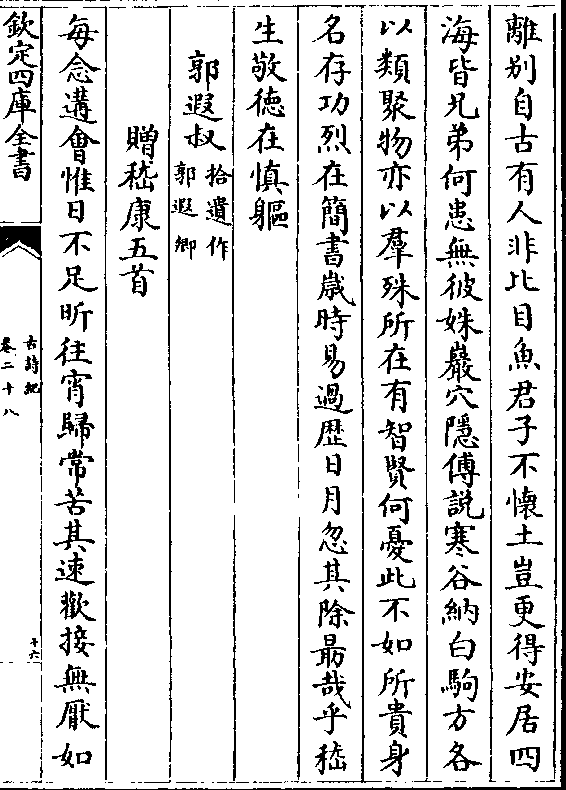 離别自古有人非比目魚君子不懐土豈更得安居四
海皆兄弟何患無彼姝巖穴隠傅説寒谷納白駒方各
以類聚物亦以羣殊所在有智賢何憂此不如所貴身
名存功烈在簡書嵗時易過歴日月忽其除朂哉乎嵇
生敬徳在慎軀
郭遐叔
拾遺作
郭遐卿
贈嵇康五首
每念遘會惟日不足昕往宵歸常苦其速歡接無厭如
欽定四庫全書
古詩紀
卷二十八
十六